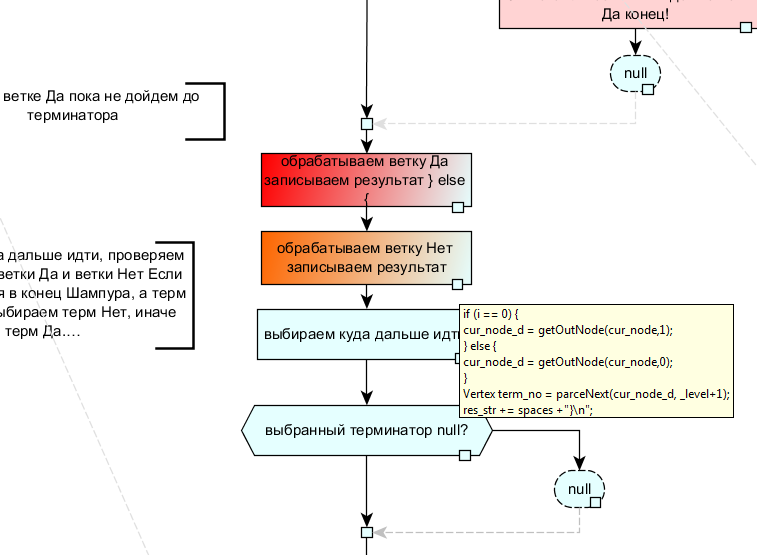 Да конец!
null
ветке Да пока не дойдем до
терминатора
обрабатываем ветку Да
записываем результат } else
{
обрабатываем ветку Нет
записываем результат
дальше идти, проверяем
ветки Да и ветки Нет Если
в конец Шампура, а терм
терм Нет, иначе
терм Да....
выбираем куда дальше идти
if (i == 0) {
cur_node_d = getOutNode(cur_node,1);
} else {
cur_node_d = getOutNode(cur_node,0);
}
Vertex term_no = parceNext(cur_node_d, _level+1);
res_str += spaces +"}\n";
выбранный терминатор null?
null